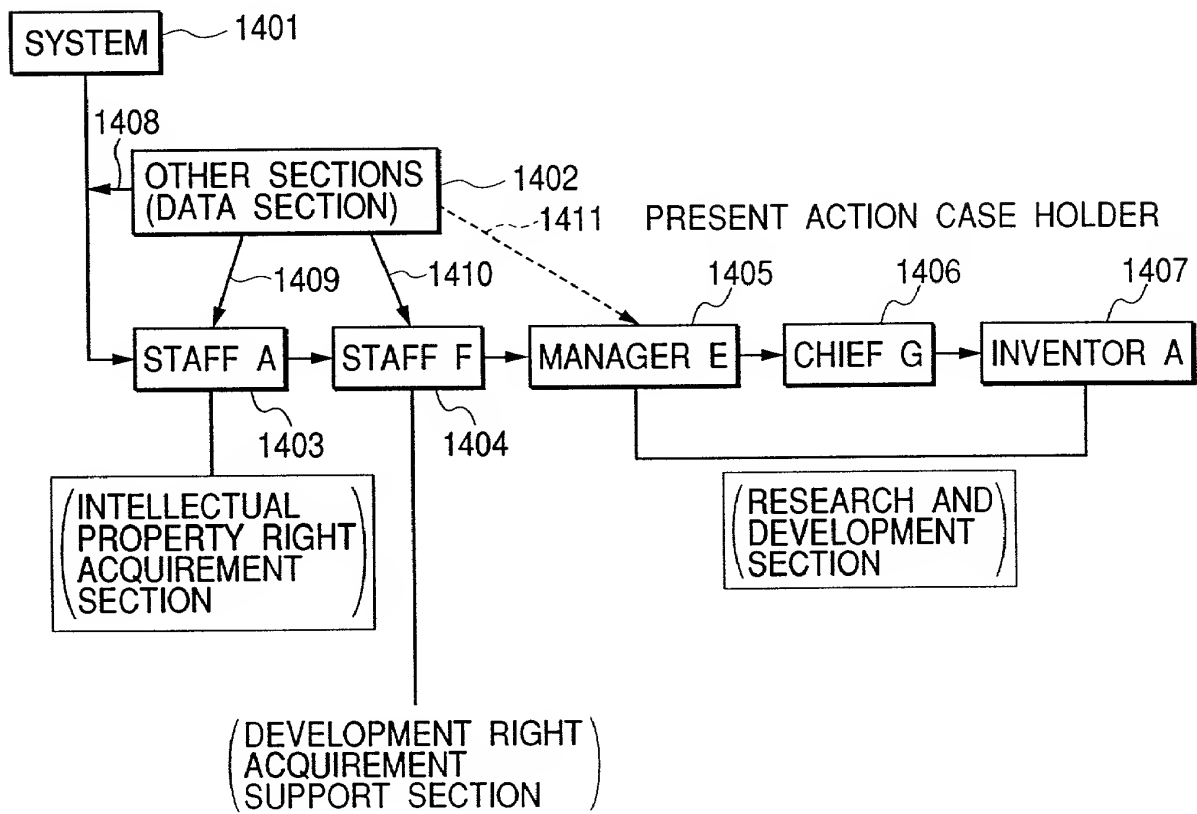 SYSTEM
1401
1408
OTHER SECTIONS
(DATA SECTION)
1402
1411
PRESENT ACTION CASE HOLDER
1409
1410
1405
1406
1407
STAFF A
STAFF F
MANAGER E
CHIEF G
INVENTOR A
1403
1404
(INTELLECTUAL
PROPERTY RIGHT
ACQUIREMENT
SECTION)
(RESEARCH AND
DEVELOPMENT
SECTION)
(DEVELOPMENT RIGHT
ACQUIREMENT
SUPPORT SECTION)